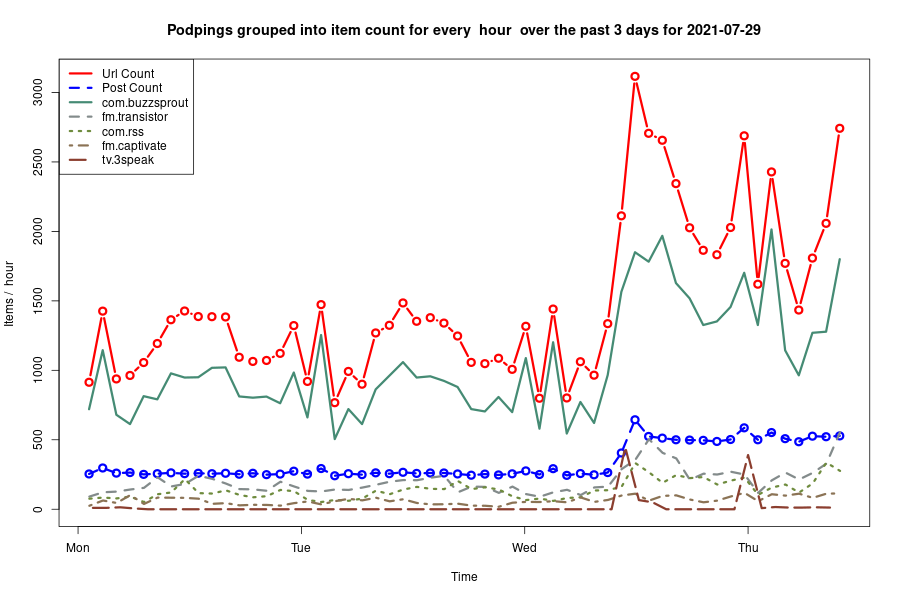 Podpings grouped into item count for every  hour  over the past 3 days for 2021-07-29
Url Count
Post Count
com.buzzsprout
fm.transistor
com.rss
fm.captivate
tv.3speak
Items /  hour
3000
2500
2000
1500
1000
500
0
Mon
Tue
Wed
Thu
Time